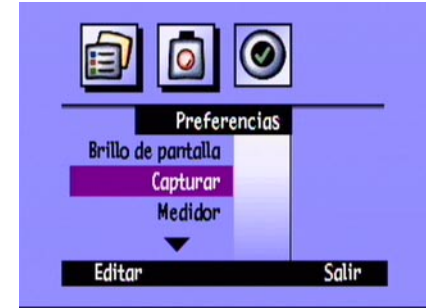 Preferencias
Brillo de pantalla
Capturar
Medidor
Editar Salir